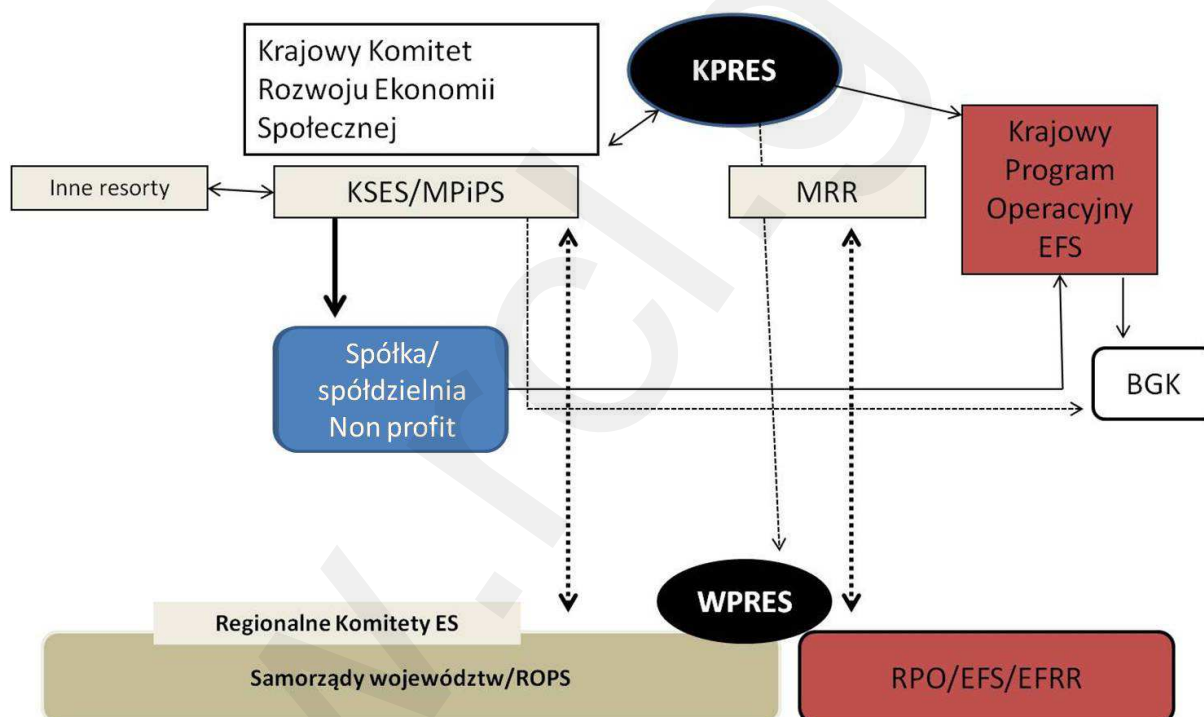 Krajowy Komitet
Rozwoju Ekonomii
Społecznej
KPRES
Krajowy
Program
Operacyjny
EFS
Inne resorty
KSES/MPiPS
MRR
Spółka/
spółdzielnia
Non profit
BGK
WPRES
Regionalne Komitety ES
Samorządy województw/ROPS
RPO/EFS/EFRR